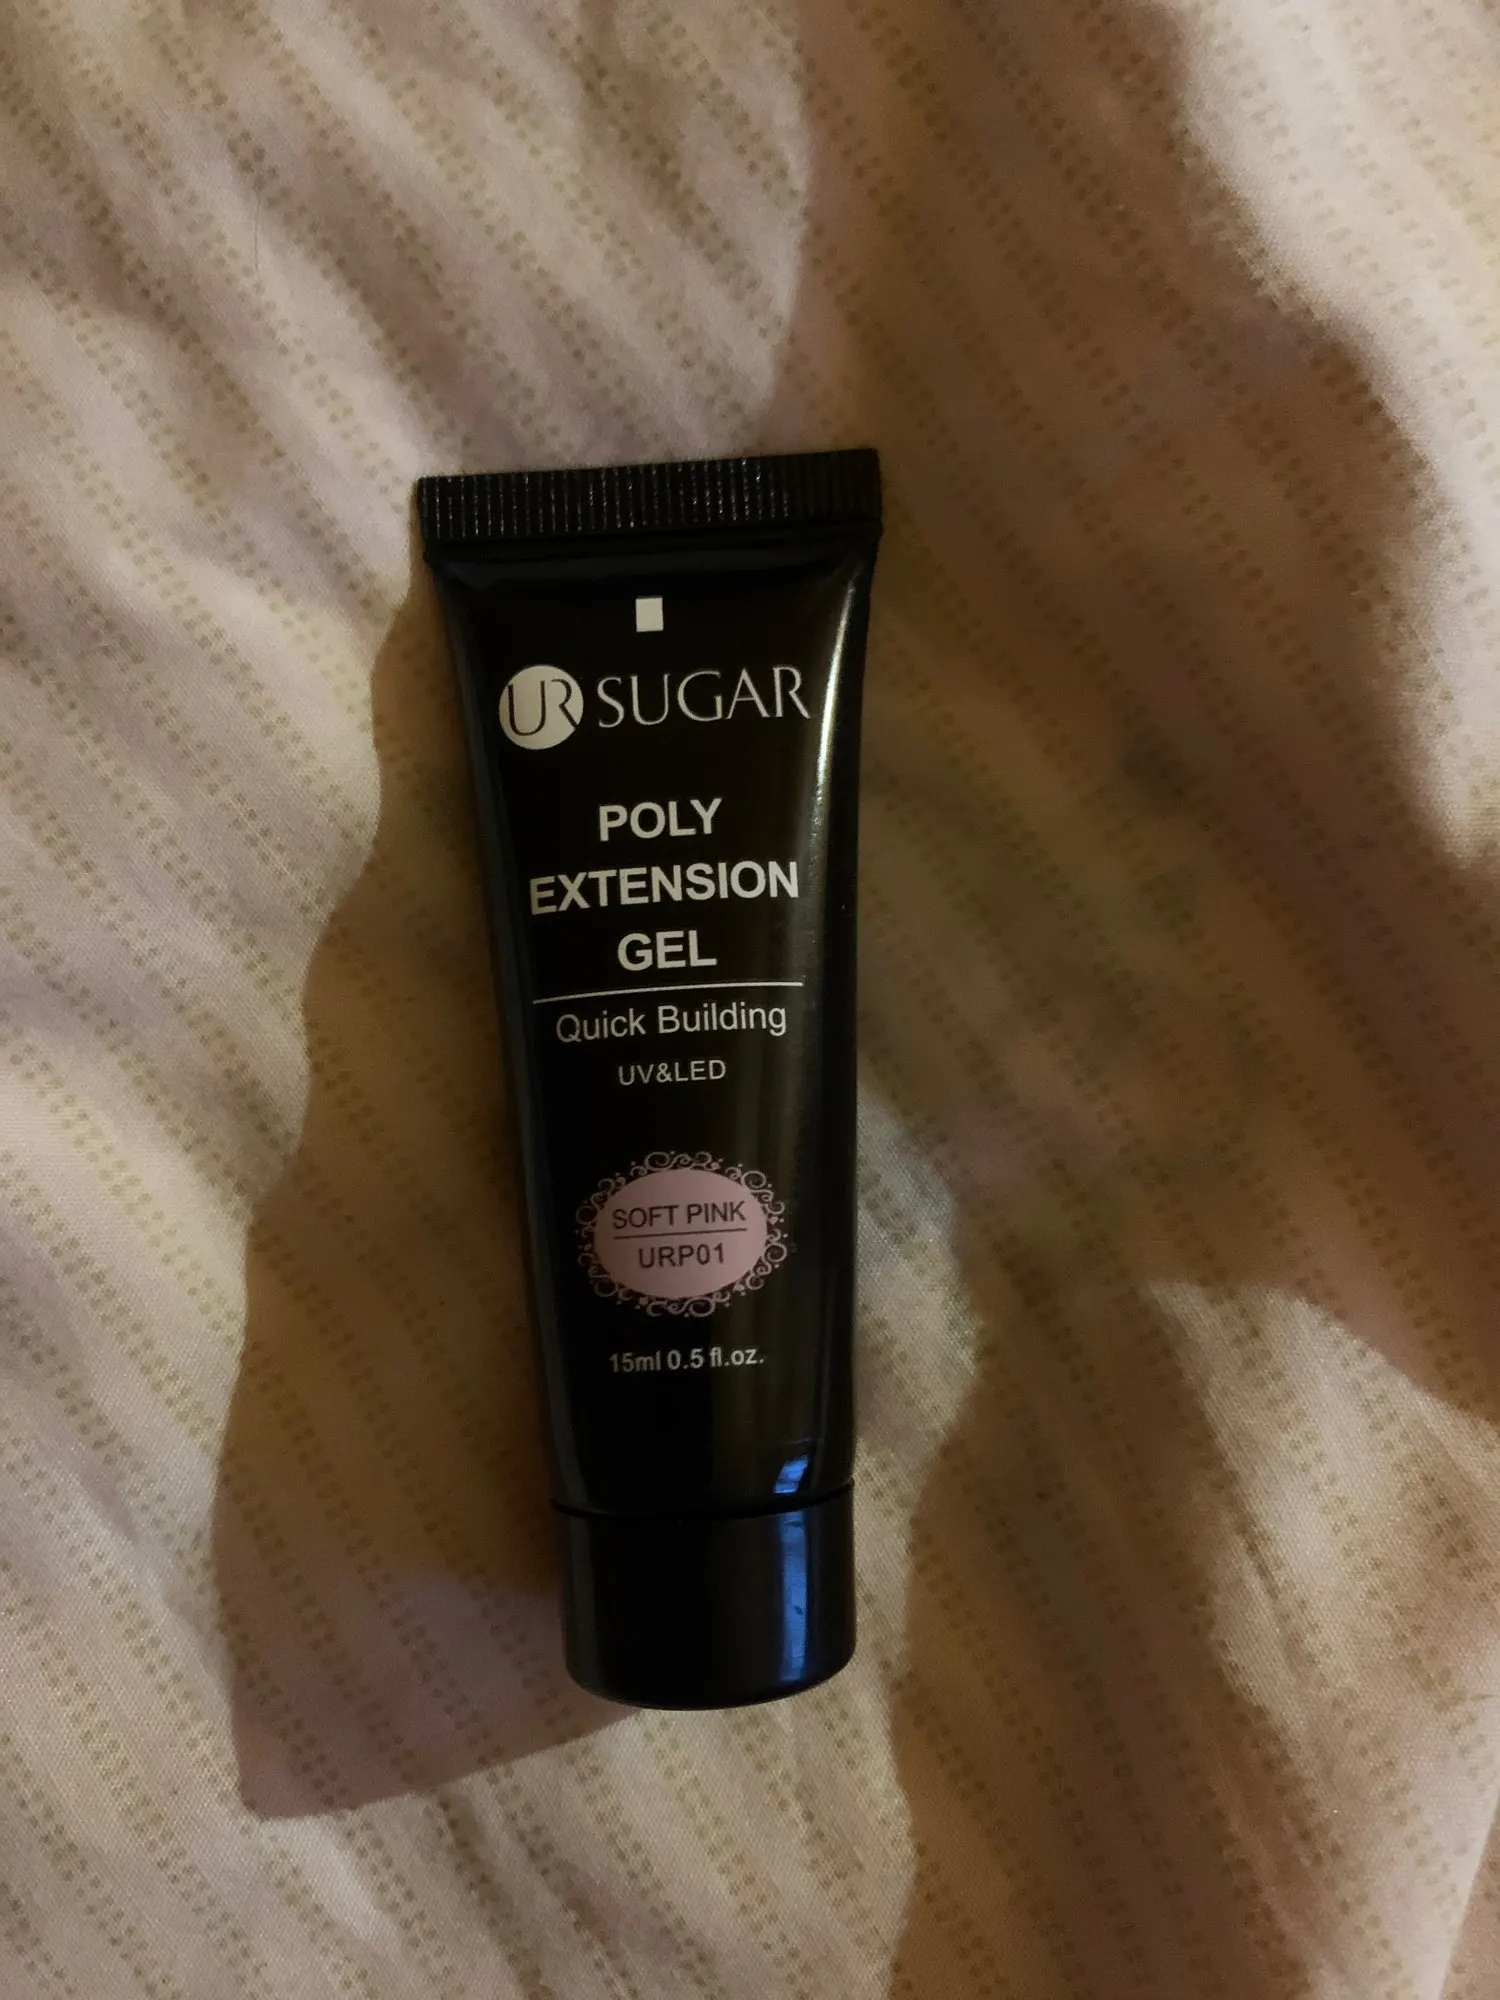 UR SUGAR
POLY
EXTENSION
GEL
Quick Building
UV&LED
SOFT PINK
URP01
15ml 0.5 fl.oz.